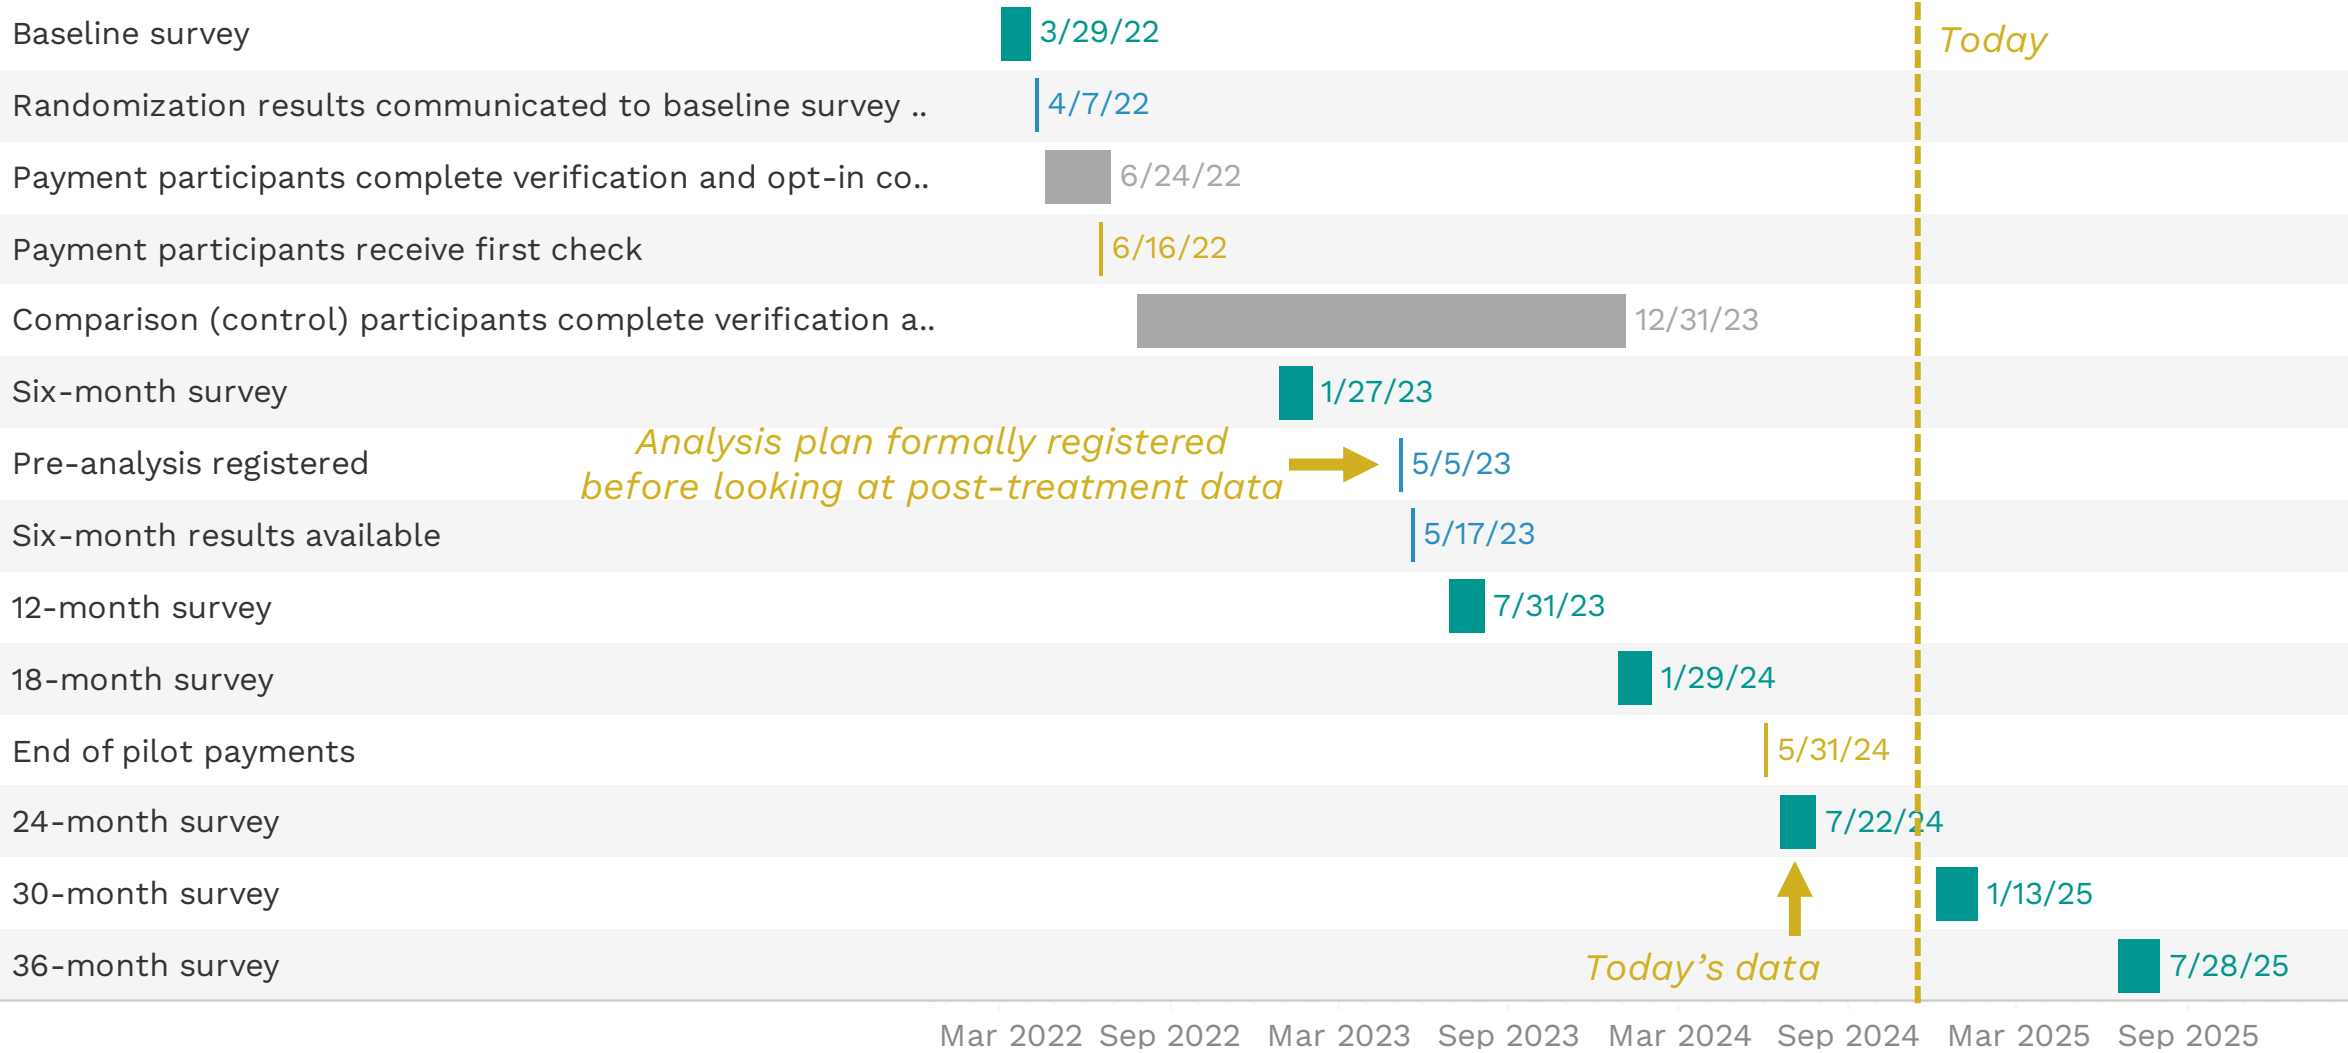 Baseline survey 3/29/22 Today
Randomization results communicated to baseline survey .. 4/7/22
Payment participants complete verification and opt-in co.. 6/24/22
Payment participants receive first check 6/16/22
Comparison (control) participants complete verification a.. 12/31/23
Six-month survey 1/27/23
Analysis plan formally registered
Pre-analysis registered 5/5/23
before looking at post-treatment data
Six-month results available 5/17/23
12-month survey 7/31/23
18-month survey 1/29/24
End of pilot payments 5/31/24
24-month survey 7/22/24
30-month survey 1/13/25
36-month survey Today's data 7/28/25
Mar 2022 Sep 2022 Mar 2023 Sep 2023 Mar 2024 Sep 2024 Mar 2025 Sep 2025